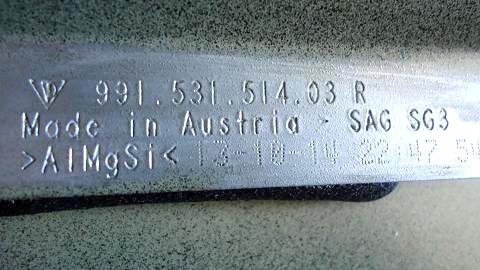 991.531.514.03 R
Made in Austria - SAG SG3
>AlMgSi< 13-10-14 22:47